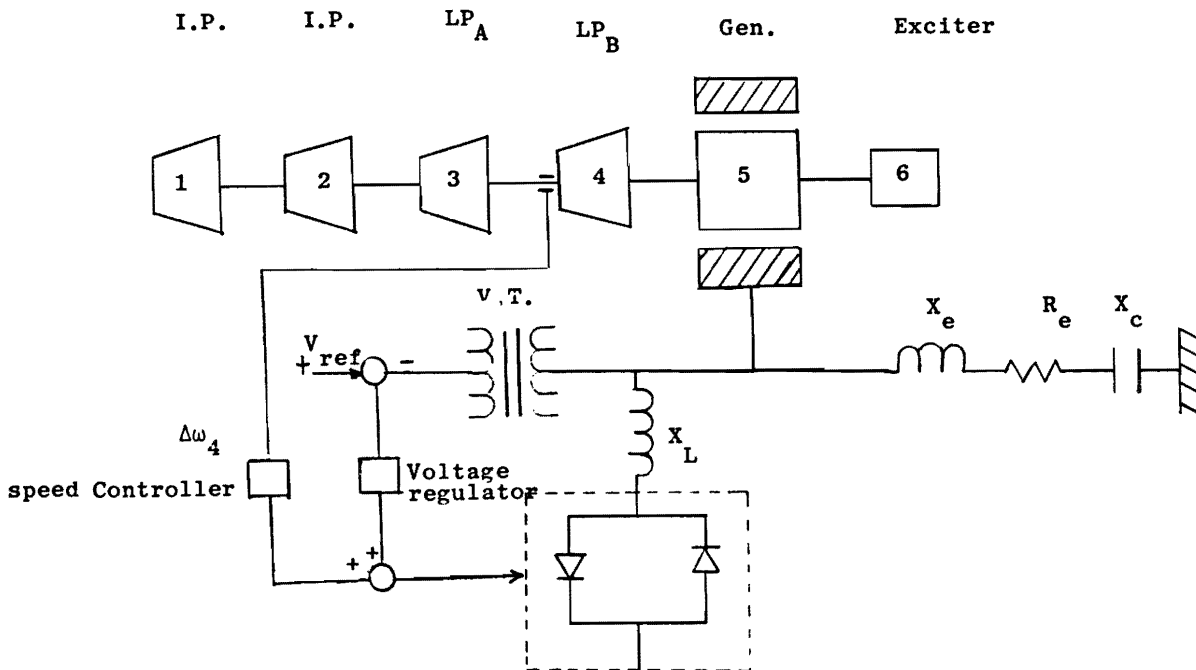 I.P. I.P. LP_A LP_B Gen. Exciter
1 2 3 4 5 6
V.T.
X_e R_e X_c
+ V_ref -
X_L
Δω_4
speed Controller
Voltage
regulator
+ +